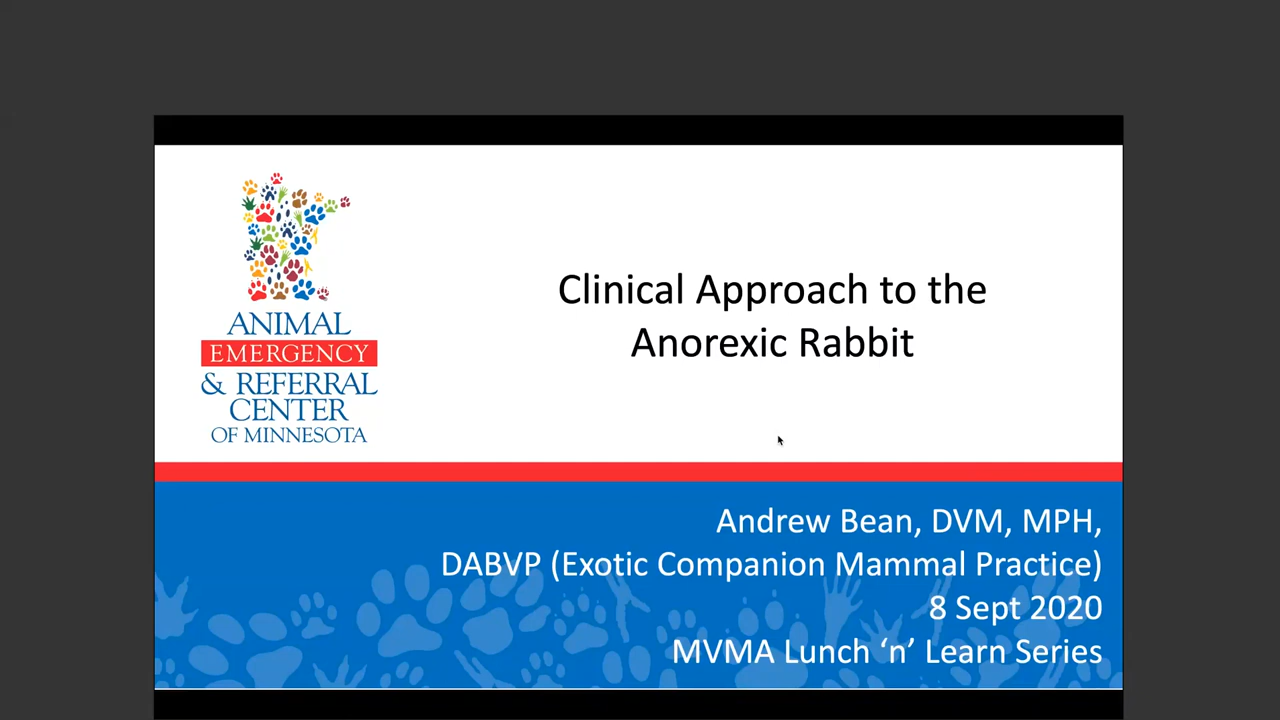 ANIMAL
EMERGENCY
& REFERRAL
CENTER
OF MINNESOTA
Clinical Approach to the
Anorexic Rabbit
Andrew Bean, DVM, MPH,
DABVP (Exotic Companion Mammal Practice)
8 Sept 2020
MVMA Lunch ‘n’ Learn Series